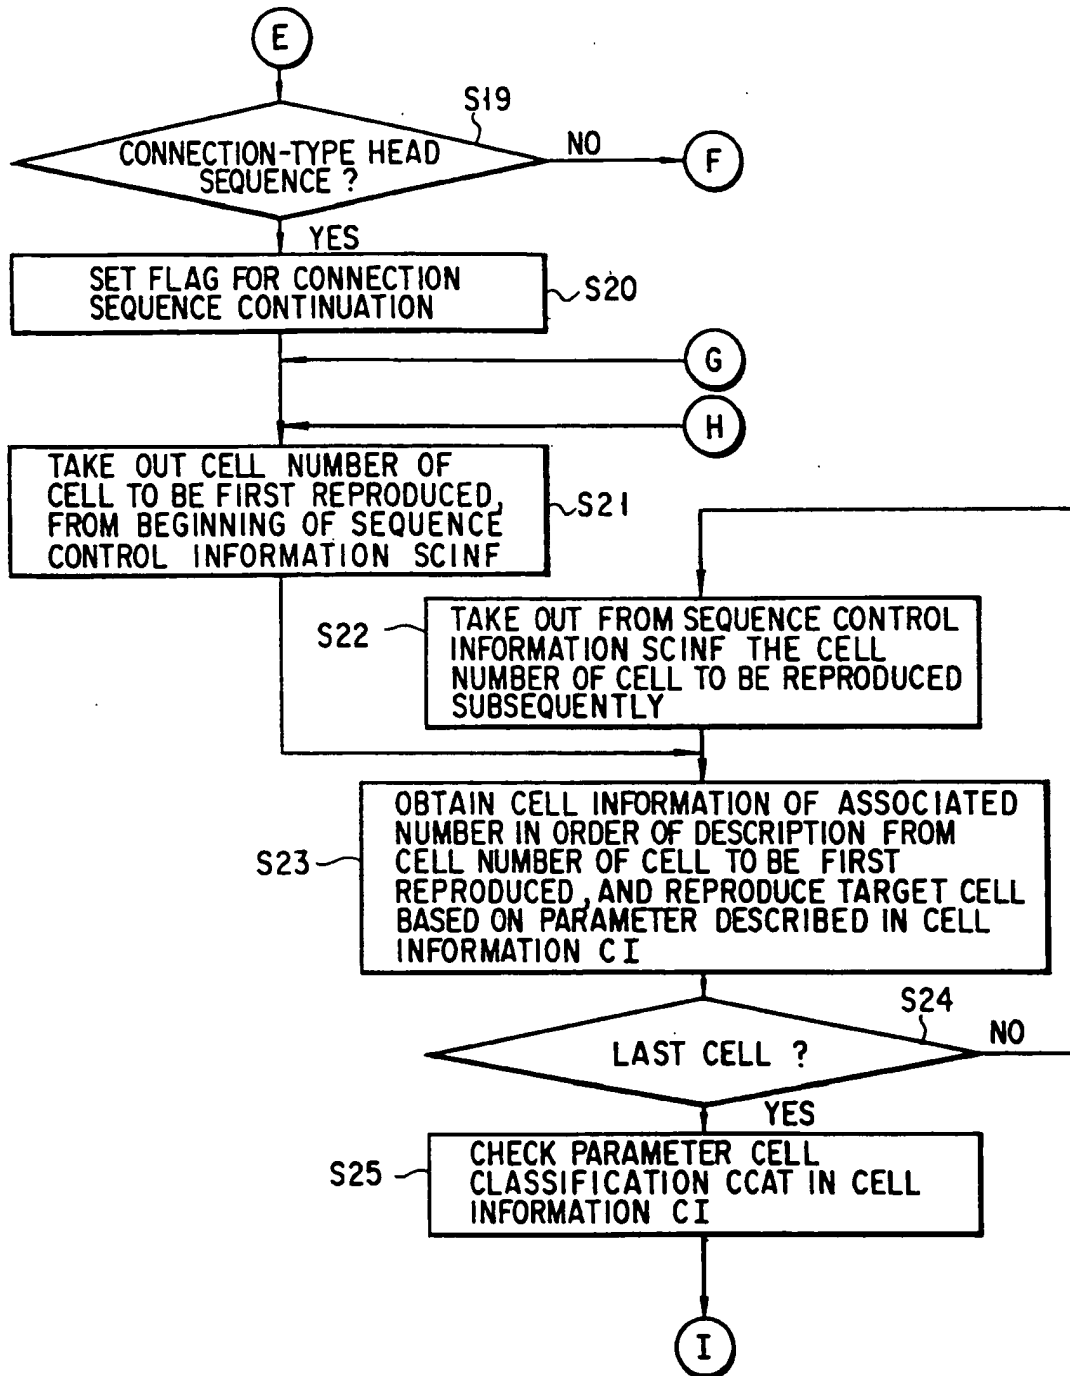 E
S19
CONNECTION-TYPE HEAD
SEQUENCE ?
NO
F
YES
SET FLAG FOR CONNECTION
SEQUENCE CONTINUATION
S20
G
H
TAKE OUT CELL NUMBER OF
CELL TO BE FIRST REPRODUCED,
FROM BEGINNING OF SEQUENCE
CONTROL INFORMATION SCINF
S21
S22
TAKE OUT FROM SEQUENCE CONTROL
INFORMATION SCINF THE CELL
NUMBER OF CELL TO BE REPRODUCED
SUBSEQUENTLY
S23
OBTAIN CELL INFORMATION OF ASSOCIATED
NUMBER IN ORDER OF DESCRIPTION FROM
CELL NUMBER OF CELL TO BE FIRST
REPRODUCED, AND REPRODUCE TARGET CELL
BASED ON PARAMETER DESCRIBED IN CELL
INFORMATION CI
S24
LAST CELL ?
NO
YES
S25
CHECK PARAMETER CELL
CLASSIFICATION CCAT IN CELL
INFORMATION CI
I